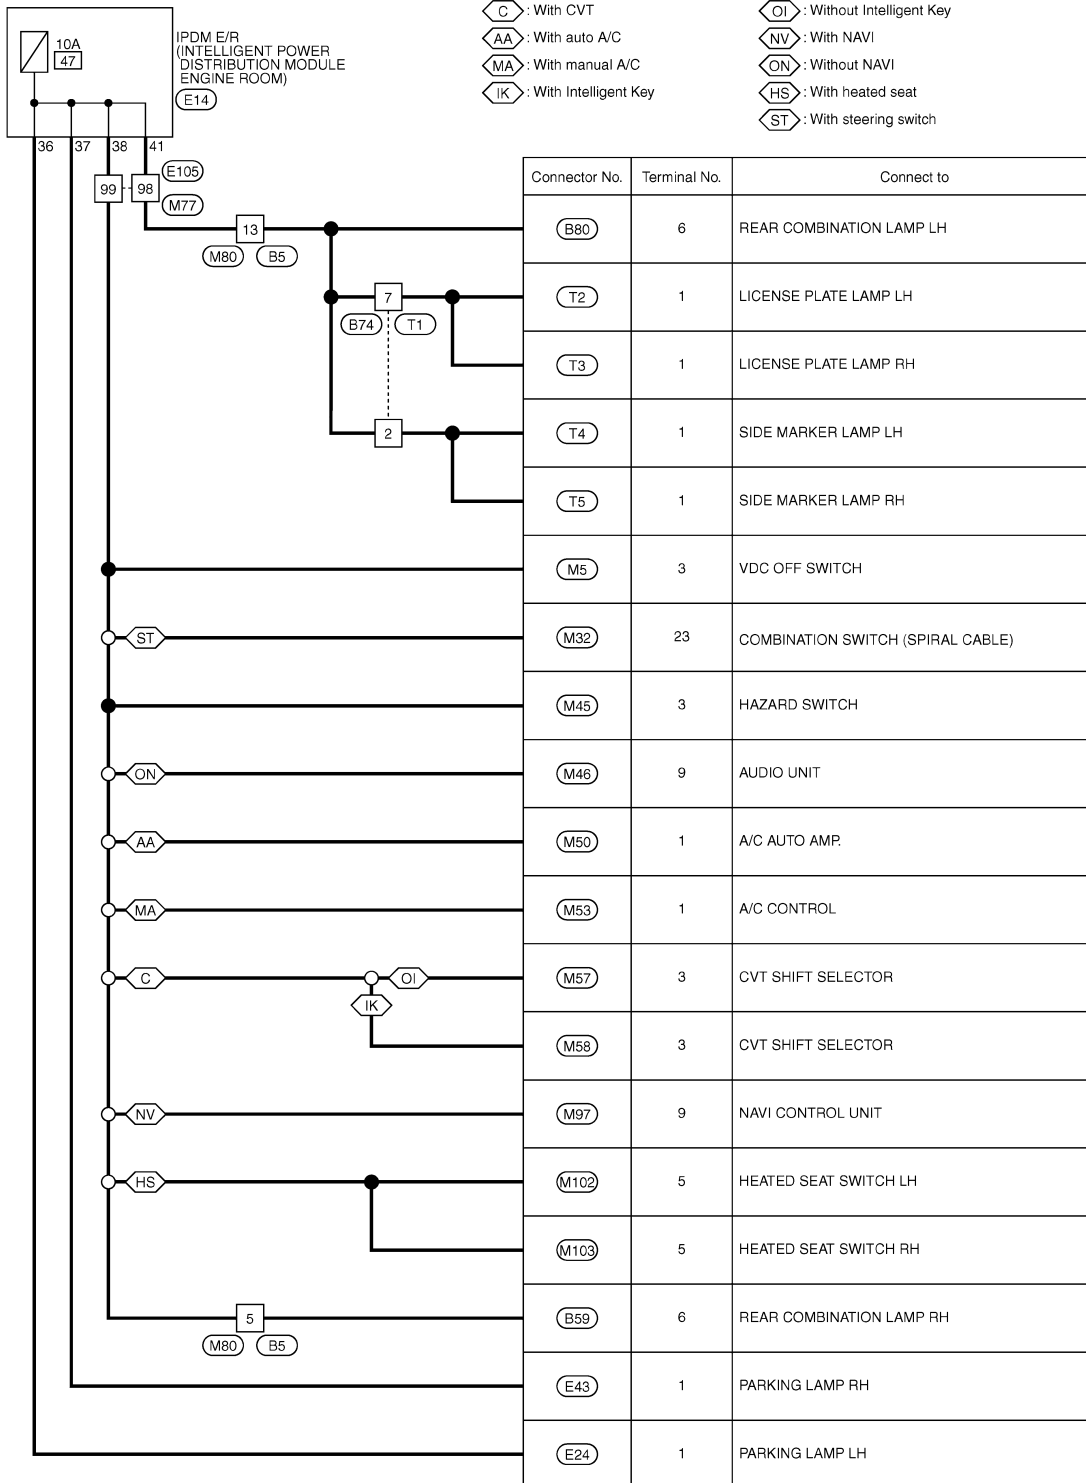 10A
47
IPDM E/R
(INTELLIGENT POWER
DISTRIBUTION MODULE
ENGINE ROOM)
E14
C : With CVT
AA : With auto A/C
MA : With manual A/C
IK : With Intelligent Key
OI : Without Intelligent Key
NV : With NAVI
ON : Without NAVI
HS : With heated seat
ST : With steering switch
36 37 38 41
99 98 E105
M77
13
M80 B5
7
B74 T1
2
ST
ON
AA
MA
C OI
IK
NV
HS
5
M80 B5
Connector No. Terminal No. Connect to
B80 6 REAR COMBINATION LAMP LH
T2 1 LICENSE PLATE LAMP LH
T3 1 LICENSE PLATE LAMP RH
T4 1 SIDE MARKER LAMP LH
T5 1 SIDE MARKER LAMP RH
M5 3 VDC OFF SWITCH
M32 23 COMBINATION SWITCH (SPIRAL CABLE)
M45 3 HAZARD SWITCH
M46 9 AUDIO UNIT
M50 1 A/C AUTO AMP.
M53 1 A/C CONTROL
M57 3 CVT SHIFT SELECTOR
M58 3 CVT SHIFT SELECTOR
M97 9 NAVI CONTROL UNIT
M102 5 HEATED SEAT SWITCH LH
M103 5 HEATED SEAT SWITCH RH
B59 6 REAR COMBINATION LAMP RH
E43 1 PARKING LAMP RH
E24 1 PARKING LAMP LH